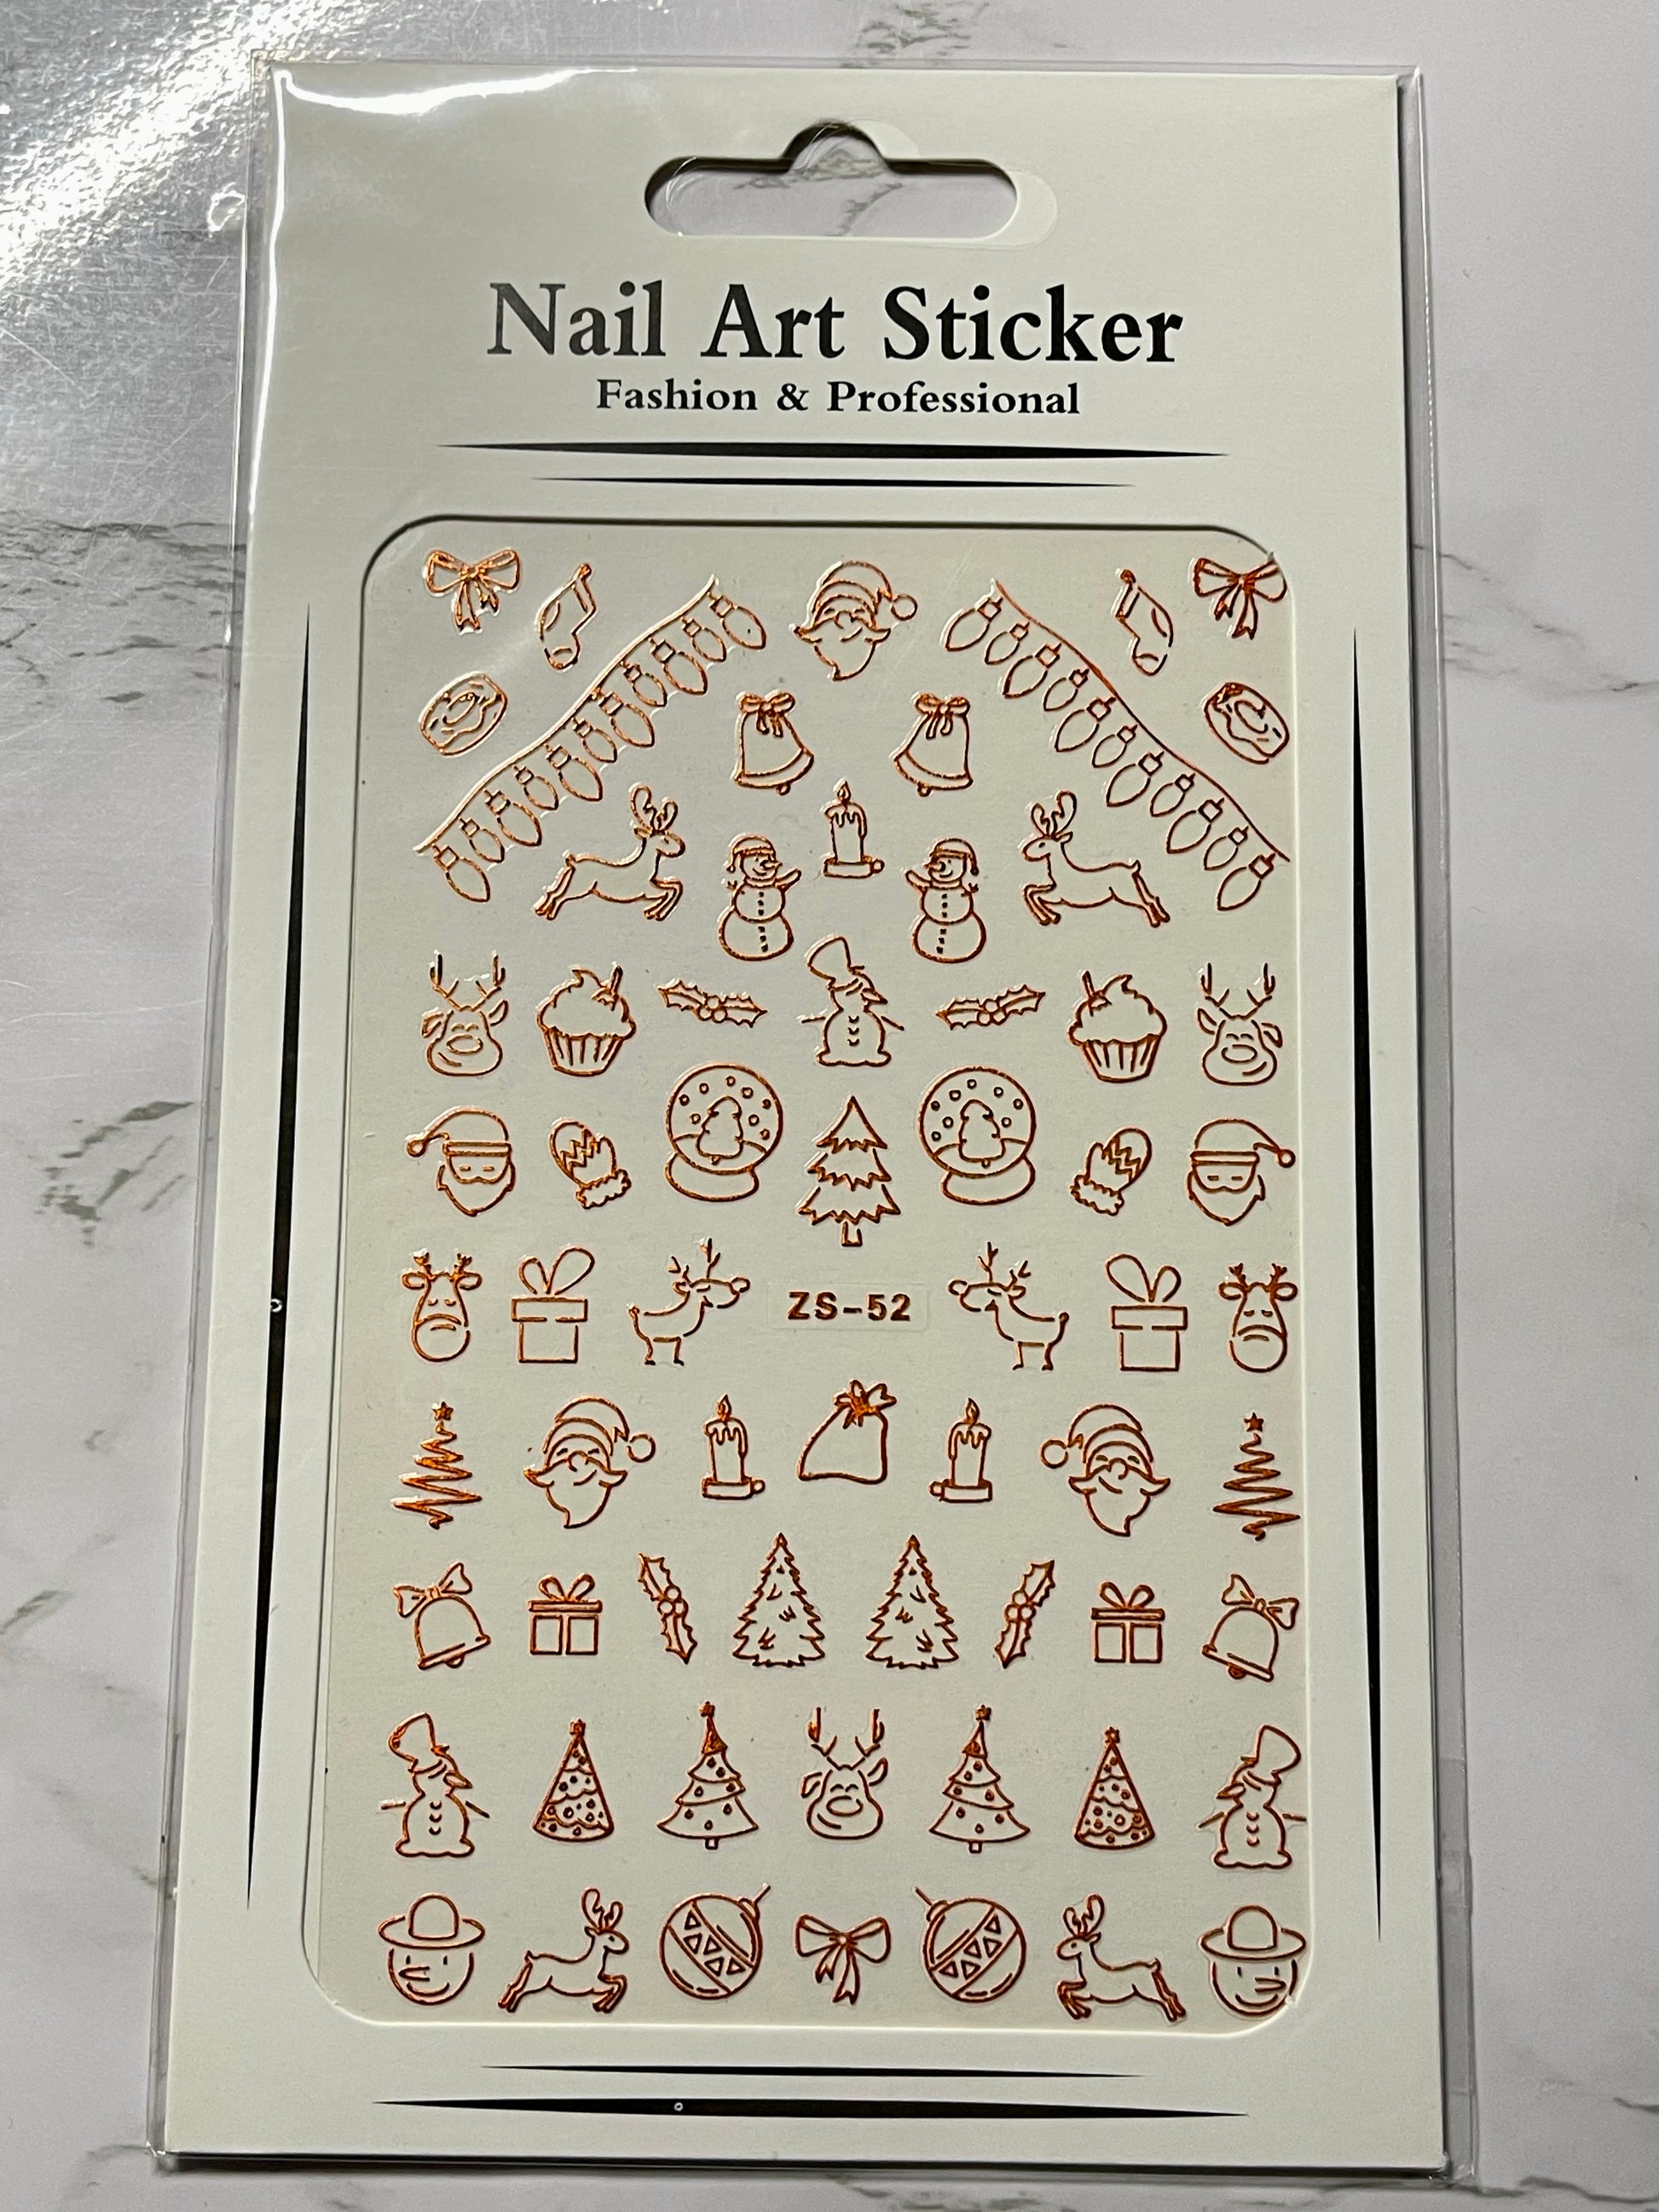 Nail Art Sticker
Fashion & Professional
ZS-52